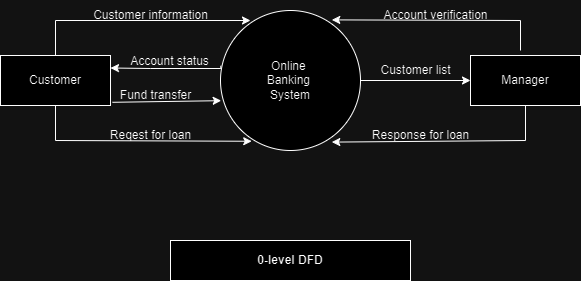 Customer information
Account verification
Account status
Customer
Fund transfer
Reqest for loan
Online
Banking
System
Customer list
Manager
Response for loan
0-level DFD